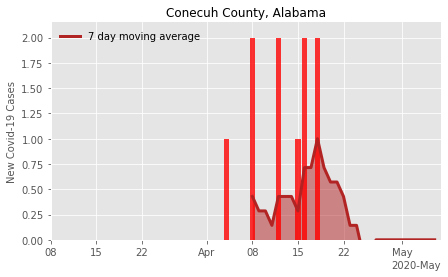 Conecuh County, Alabama
7 day moving average
New Covid-19 Cases
2.00
1.75
1.50
1.25
1.00
0.75
0.50
0.25
0.00
08 15 22 Apr 08 15 22 May
2020-May